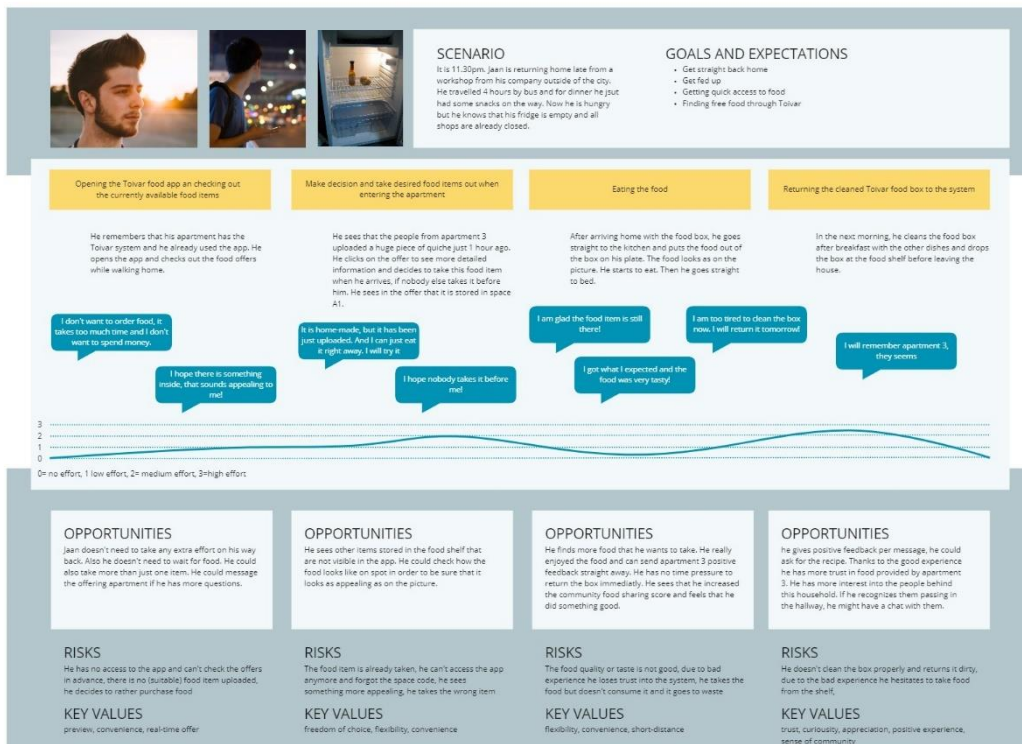 SCENARIO
It is 11.30pm. Jaan is returning home late from a
workshop from his company outside of the city.
He travelled 4 hours by bus and for dinner he jsut
had some snacks on the way. Now he is hungry
but he knows that his fridge is empty and all
shops are already closed.
GOALS AND EXPECTATIONS
• Get straight back home
• Get fed up
• Getting quick access to food
• Finding free food through Toivar
Opening the Toivar food app an checking out
the currently available food items
Make decision and take desired food items out when
entering the apartment
Eating the food
Returning the cleaned Toivar food box to the system
He remembers that his apartment has the
Toivar system and he already used the app. He
opens the app and checks out the food offers
while walking home.
He sees that the people from apartment 3
uploaded a huge piece of quiche just 1 hour ago.
He clicks on the offer to see more detailed
information and decides to take this food item
when he arrives, if nobody else takes it before
him. He sees in the offer that it is stored in space
A1.
After arriving home with the food box, he goes
straight to the kitchen and puts the food out of
the box on his plate. The food looks as on the
picture. He starts to eat. Then he goes straight
to bed.
In the next morning, he cleans the food box
after breakfast with the other dishes and drops
the box at the food shelf before leaving the
house.
I don't want to order food, it
takes too much time and I don't
want to spend money.
I hope there is something
inside, that sounds appealing to
me!
It is home-made, but it has been
just uploaded. And I can just eat
it right away. I will try it
I hope nobody takes it before
me!
I am glad the food item is still
there!
I got what I expected and the
food was very tasty!
I am too tired to clean the box
now. I will return it tomorrow!
I will remember apartment 3,
they seems
3
2
1
0
0= no effort, 1 low effort, 2= medium effort, 3=high effort
OPPORTUNITIES
Jaan doesn't need to take any extra effort on his way
back. Also he doesn't need to wait for food. He could
also take more than just one item. He could message
the offering apartment if he has more questions.
RISKS
He has no access to the app and can't check the offers
in advance, there is no (suitable) food item uploaded,
he decides to rather purchase food
KEY VALUES
preview, convenience, real-time offer
OPPORTUNITIES
He sees other items stored in the food shelf that
are not visible in the app. He could check how the
food looks like on spot in order to be sure that it
looks as appealing as on the picture.
RISKS
The food item is already taken, he can't access the app
anymore and forgot the space code, he sees
something more appealing, he takes the wrong item
KEY VALUES
freedom of choice, flexibility, convenience
OPPORTUNITIES
He finds more food that he wants to take. He really
enjoyed the food and can send apartment 3 positive
feedback straight away. He has no time pressure to
return the box immediatly. He sees that he increased
the community food sharing score and feels that he
did something good.
RISKS
The food quality or taste is not good, due to bad
experience he loses trust into the system, he takes the
food but doesn't consume it and it goes to waste
KEY VALUES
flexibility, convenience, short-distance
OPPORTUNITIES
he gives positive feedback per message, he could
ask for the recipe. Thanks to the good experience
he has more trust in food provided by apartment
3. He has more interest into the people behind
this household. If he recognizes them passing in
the hallway, he might have a chat with them.
RISKS
He doesn't clean the box properly and returns it dirty,
due to the bad experience he hesitates to take food
from the shelf,
KEY VALUES
trust, curiousity, appreciation, positive experience,
sense of community